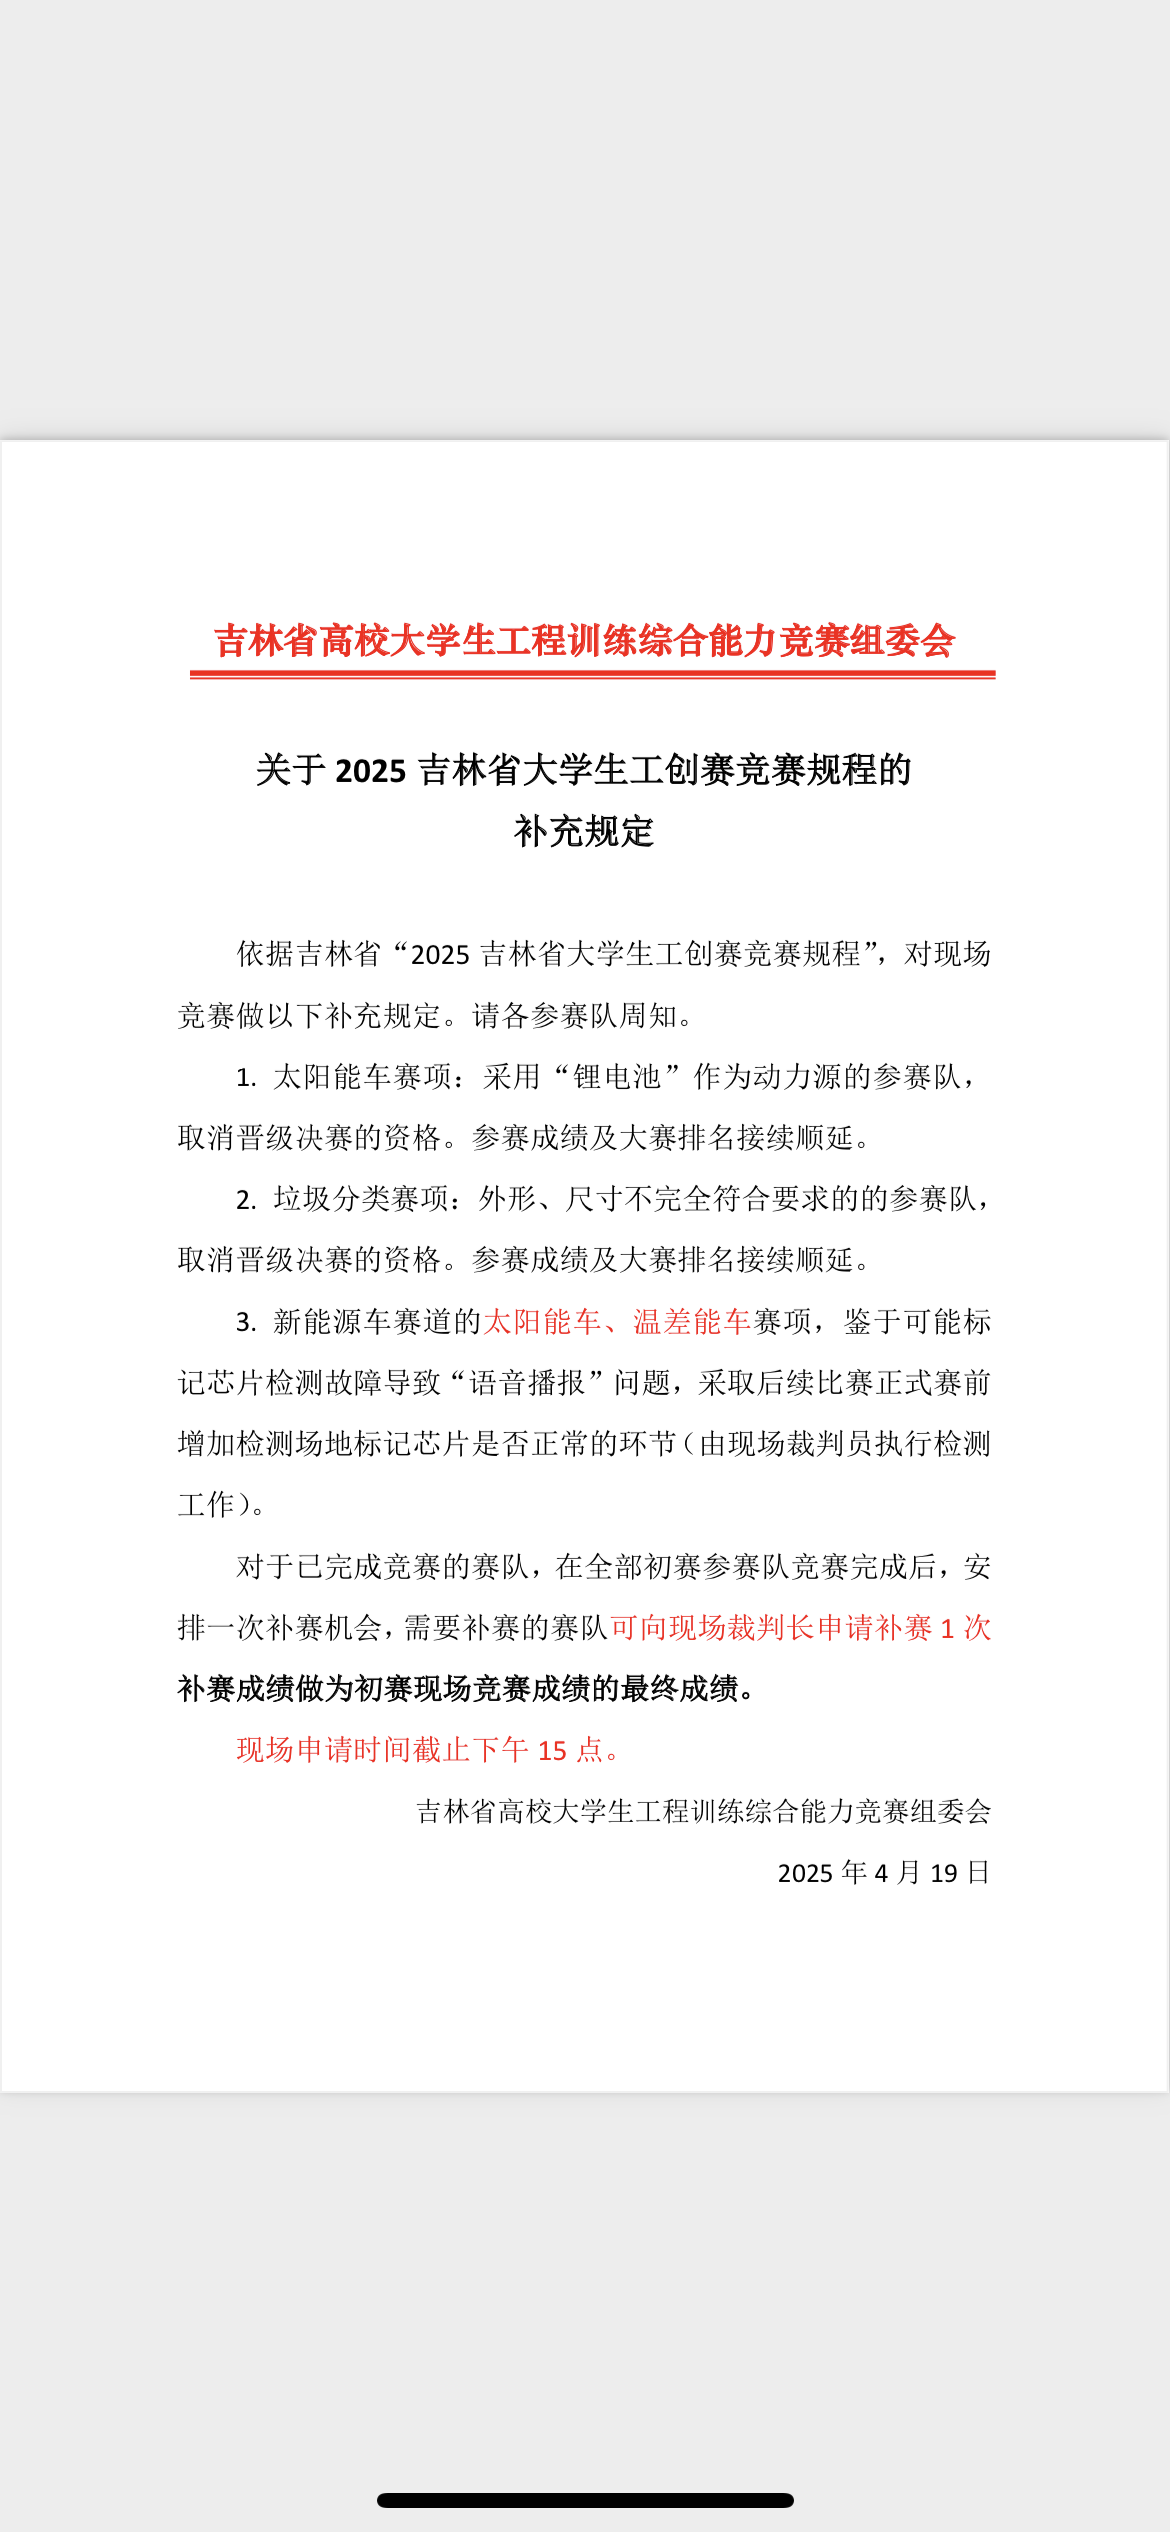 吉林省高校大学生工程训练综合能力竞赛组委会
关于 2025 吉林省大学生工创赛竞赛规程的
补充规定
依据吉林省“2025 吉林省大学生工创赛竞赛规程”，对现场
竞赛做以下补充规定。请各参赛队周知。
1. 太阳能车赛项：采用“锂电池”作为动力源的参赛队，
取消晋级决赛的资格。参赛成绩及大赛排名接续顺延。
2. 垃圾分类赛项：外形、尺寸不完全符合要求的的参赛队，
取消晋级决赛的资格。参赛成绩及大赛排名接续顺延。
3. 新能源车赛道的太阳能车、温差能车赛项，鉴于可能标
记芯片检测故障导致“语音播报”问题，采取后续比赛正式赛前
增加检测场地标记芯片是否正常的环节（由现场裁判员执行检测
工作）。
对于已完成竞赛的赛队，在全部初赛参赛队竞赛完成后，安
排一次补赛机会，需要补赛的赛队可向现场裁判长申请补赛 1 次
补赛成绩做为初赛现场竞赛成绩的最终成绩。
现场申请时间截止下午 15 点。
吉林省高校大学生工程训练综合能力竞赛组委会
2025 年 4 月 19 日